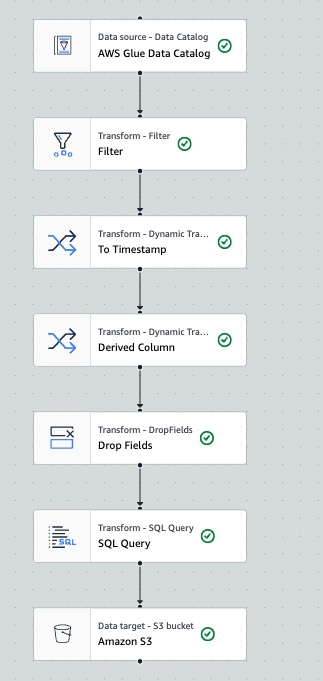 Data source - Data Catalog
AWS Glue Data Catalog
Transform - Filter
Filter
Transform - Dynamic Tra...
To Timestamp
Transform - Dynamic Tra...
Derived Column
Transform - DropFields
Drop Fields
Transform - SQL Query
SQL
SQL Query
Data target - S3 bucket
Amazon S3